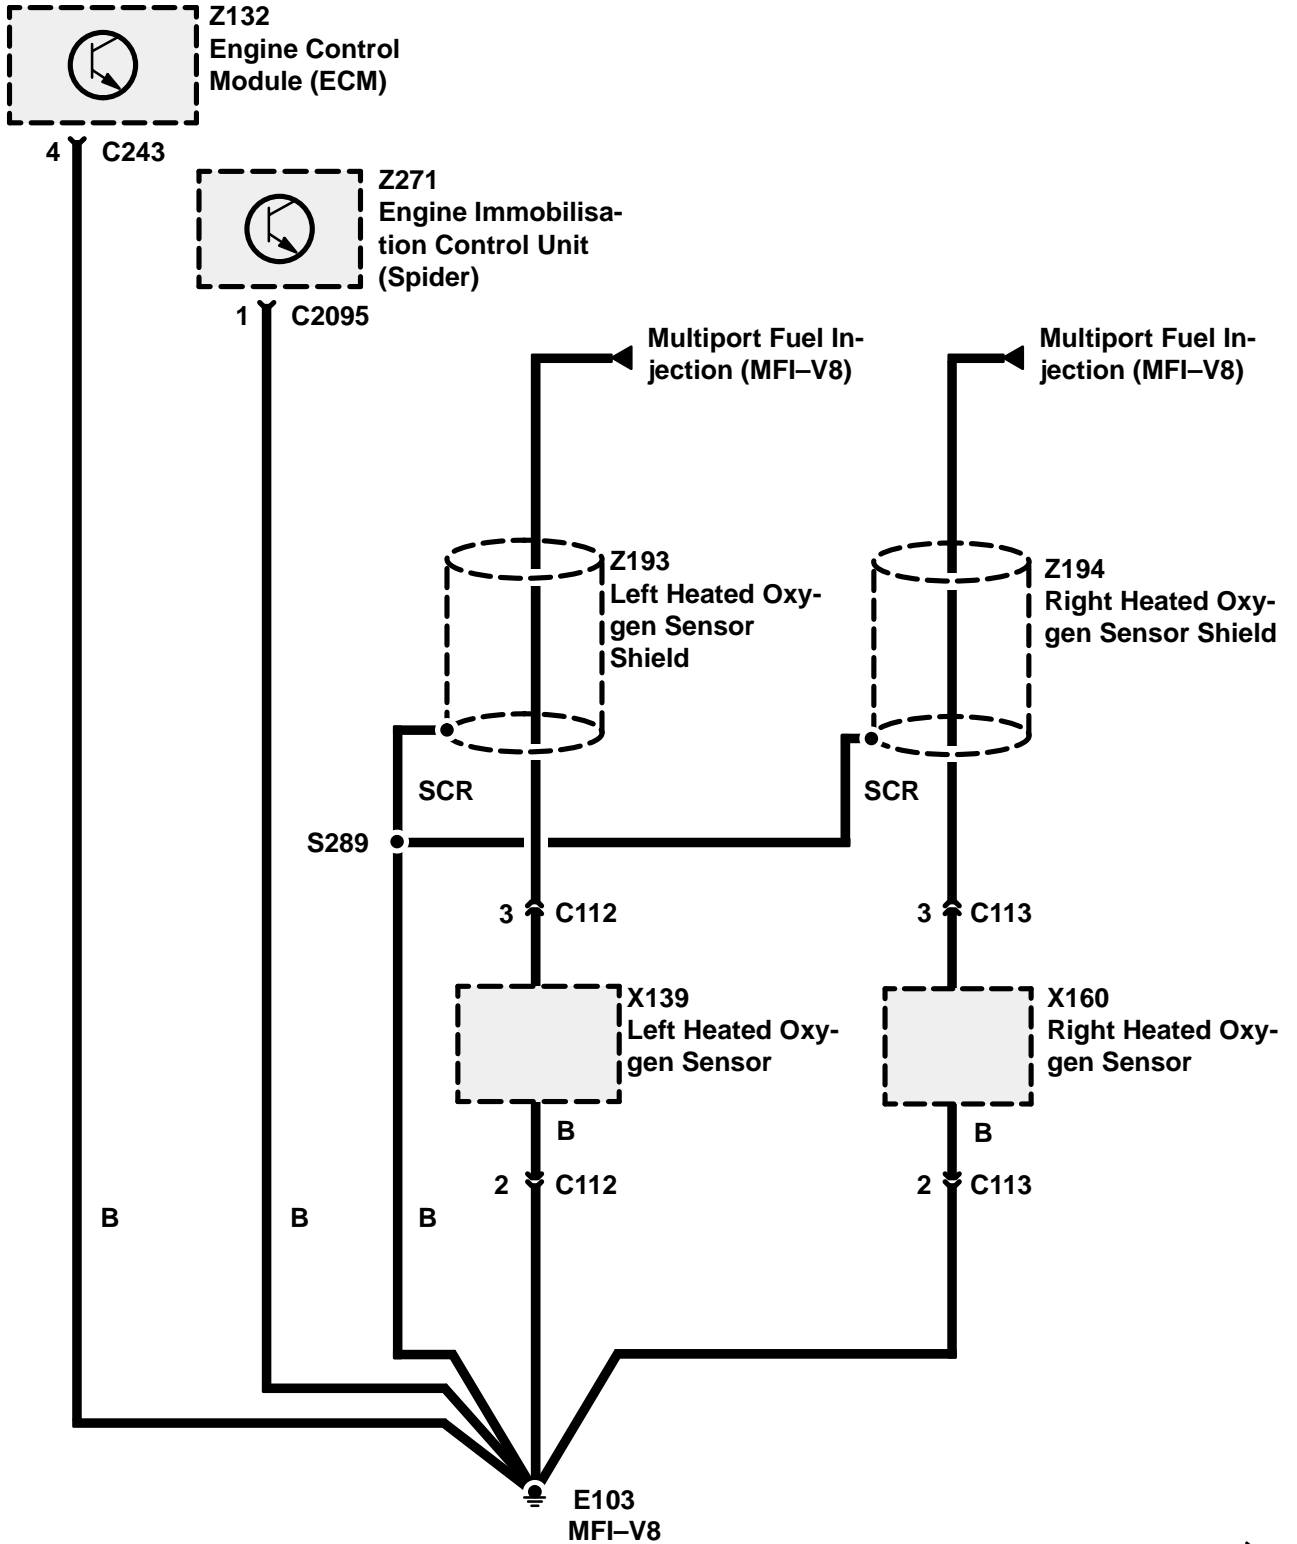 Z132
Engine Control
Module (ECM)
4 C243
Z271
Engine Immobilisa-
tion Control Unit
(Spider)
1 C2095
Multiport Fuel In-
jection (MFI–V8)
Multiport Fuel In-
jection (MFI–V8)
Z193
Left Heated Oxy-
gen Sensor
Shield
Z194
Right Heated Oxy-
gen Sensor Shield
SCR
SCR
S289
3 C112
3 C113
X139
Left Heated Oxy-
gen Sensor
X160
Right Heated Oxy-
gen Sensor
B
B
2 C112
2 C113
B
B
B
E103
MFI–V8